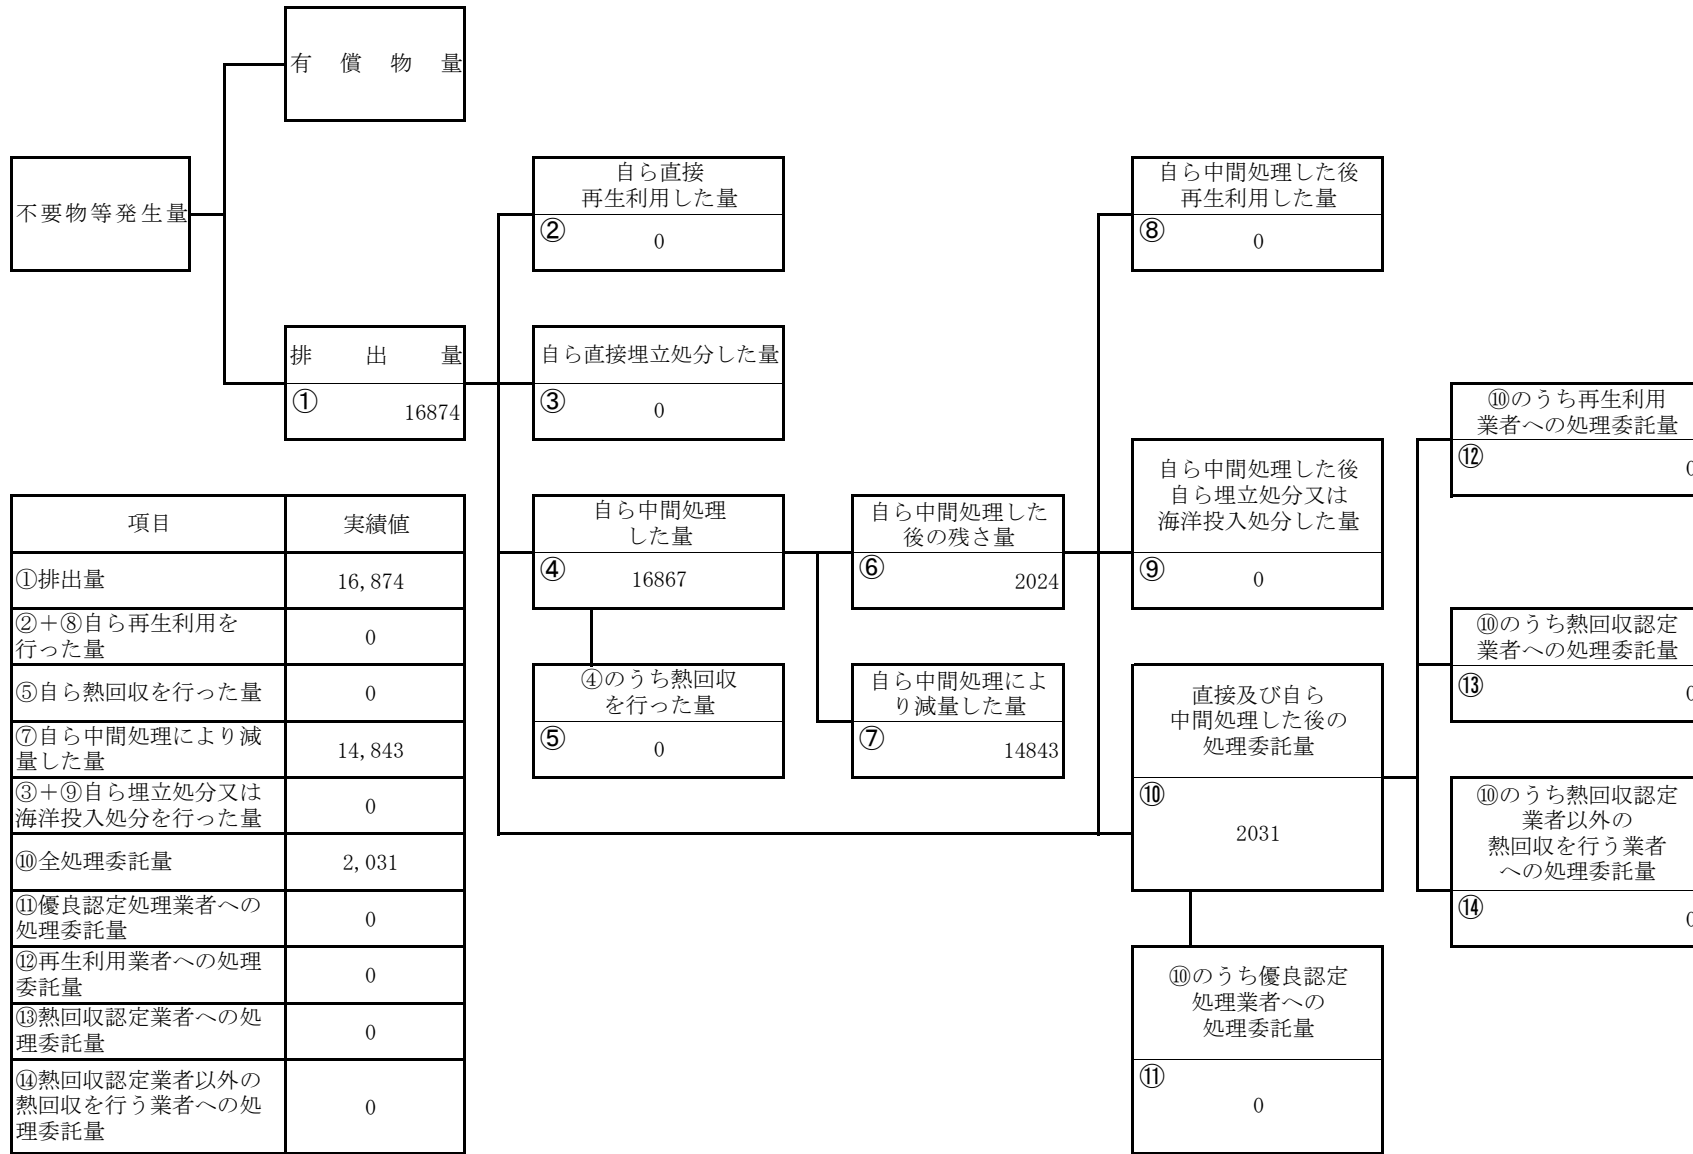 有償物量
不要物等発生量
排出量
①
16874
自ら直接
再生利用した量
②
0
自ら直接埋立処分した量
③
0
自ら中間処理
した量
④
16867
④のうち熱回収
を行った量
⑤
0
自ら中間処理した
後の残さ量
⑥
2024
自ら中間処理によ
り減量した量
⑦
14843
自ら中間処理した後
再生利用した量
⑧
0
自ら中間処理した後
自ら埋立処分又は
海洋投入処分した量
⑨
0
直接及び自ら
中間処理した後の
処理委託量
⑩
2031
⑩のうち優良認定
処理業者への
処理委託量
⑪
0
⑩のうち再生利用
業者への処理委託量
⑫
0
⑩のうち熱回収認定
業者への処理委託量
⑬
0
⑩のうち熱回収認定
業者以外の
熱回収を行う業者
への処理委託量
⑭
0
項目 実績値
①排出量 16,874
②+⑧自ら再生利用を
行った量 0
⑤自ら熱回収を行った量 0
⑦自ら中間処理により減
量した量 14,843
③+⑨自ら埋立処分又は
海洋投入処分を行った量 0
⑩全処理委託量 2,031
⑪優良認定処理業者への
処理委託量 0
⑫再生利用業者への処理
委託量 0
⑬熱回収認定業者への処
理委託量 0
⑭熱回収認定業者以外の
熱回収を行う業者への処
理委託量 0